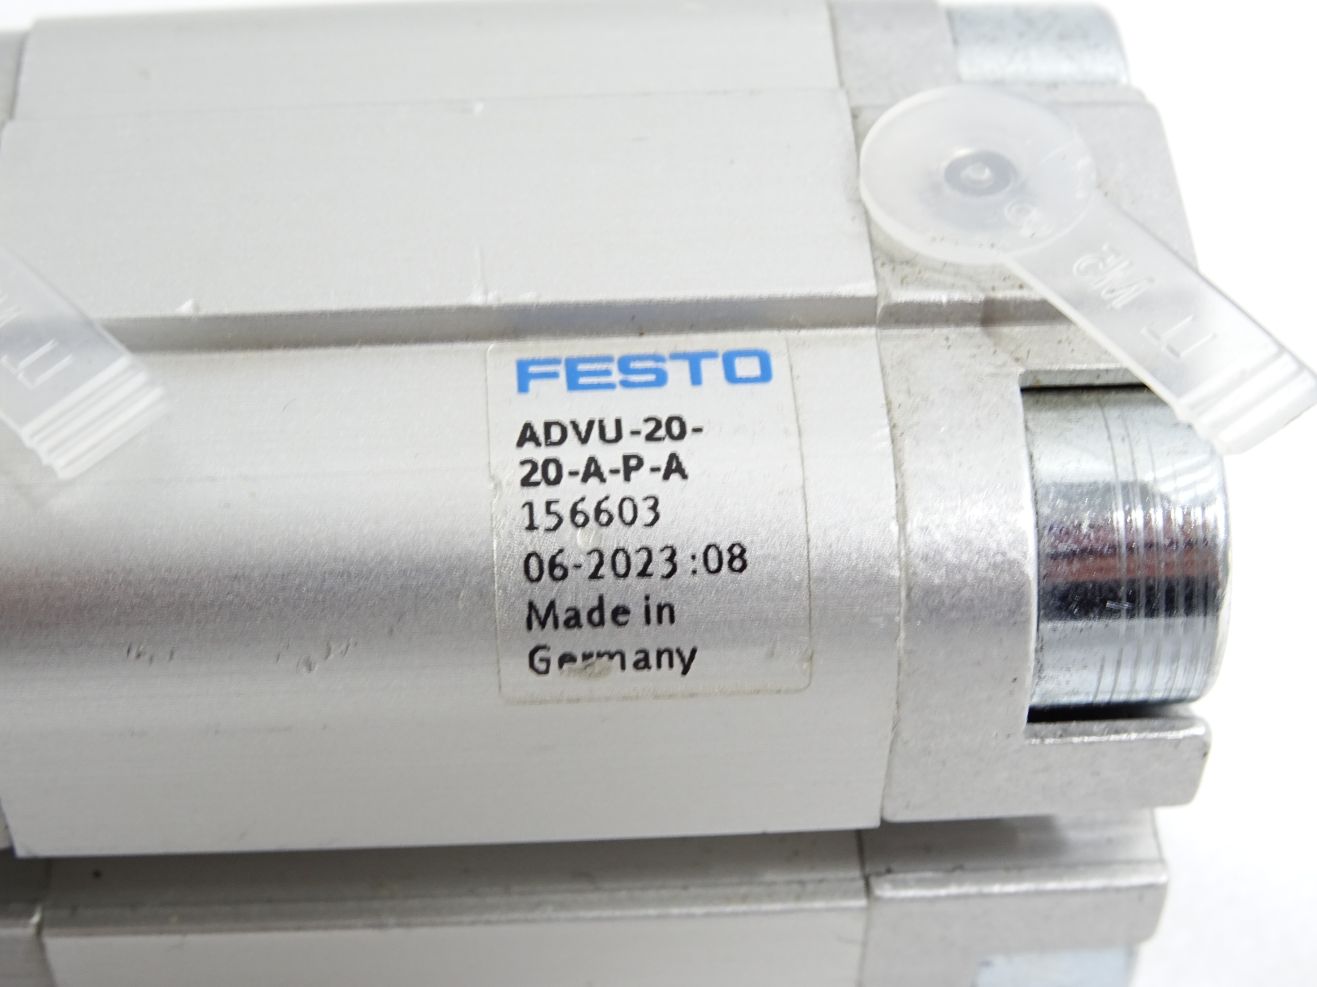 FESTO
ADVU-20-
20-A-P-A
156603
06-2023:08
Made in
Germany